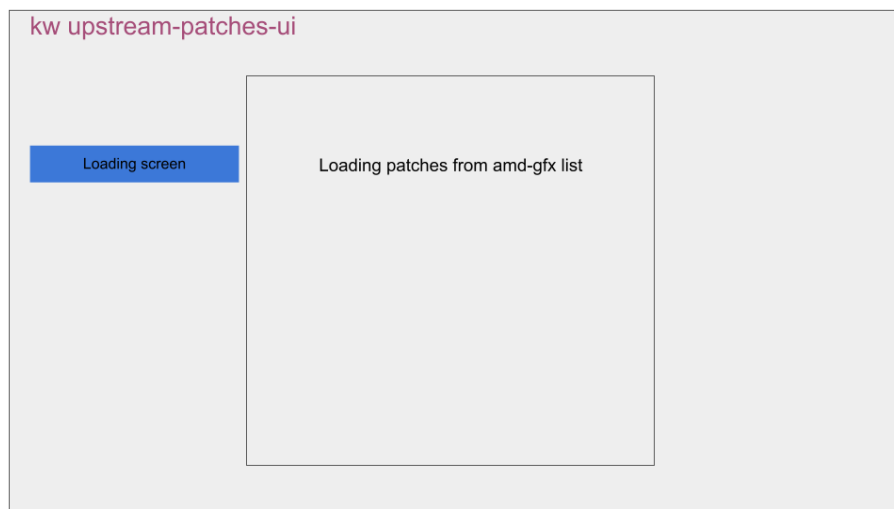 kw upstream-patches-ui
Loading screen
Loading patches from amd-gfx list